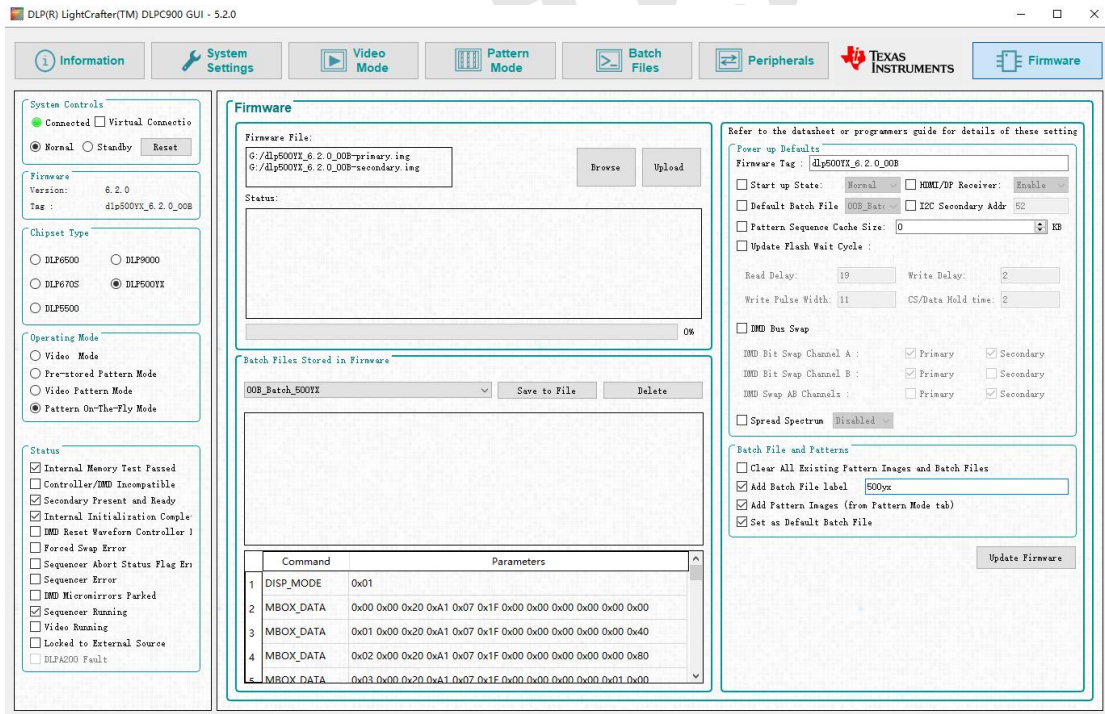 DLP(R) LightCrafter(TM) DLPC900 GUI - 5.2.0
Information
System Settings
Video Mode
Pattern Mode
Batch Files
Peripherals
TEXAS INSTRUMENTS
Firmware
System Controls
Connected Virtual Connectio
Normal Standby Reset
Firmware
Version: 6.2.0
Tag : dlp500YX_6.2.0_OOB
Chipset Type
DLP6500 DLP9000
DLP670S DLP500YX
DLP5500
Operating Mode
Video Mode
Pre-stored Pattern Mode
Video Pattern Mode
Pattern On-The-Fly Mode
Status
Internal Memory Test Passed
Controller/DMD Incompatible
Secondary Present and Ready
Internal Initialization Comple
DMD Reset Waveform Controller
Forced Swap Error
Sequencer Abort Status Flag Err
Sequencer Error
DMD Micromirrors Parked
Sequencer Running
Video Running
Locked to External Source
DLPA200 Fault
Firmware
Firmware File:
G:/dlp500YX_6.2.0_OOB-primary.img
G:/dlp500YX_6.2.0_OOB-secondary.img
Browse Upload
Status:
0%
Batch Files Stored in Firmware
OOB_Batch_500YX Save to File Delete
Command Parameters
1 DISP_MODE 0x01
2 MBOX_DATA 0x00 0x00 0x20 0xA1 0x07 0x1F 0x00 0x00 0x00 0x00 0x00 0x00
3 MBOX_DATA 0x01 0x00 0x20 0xA1 0x07 0x1F 0x00 0x00 0x00 0x00 0x00 0x40
4 MBOX_DATA 0x02 0x00 0x20 0xA1 0x07 0x1F 0x00 0x00 0x00 0x00 0x00 0x80
5 MBOX_DATA 0x03 0x00 0x20 0xA1 0x07 0x1F 0x00 0x00 0x00 0x00 0x01 0x00
Refer to the datasheet or programmers guide for details of these setting
Power up Defaults
Firmware Tag : dlp500YX_6.2.0_OOB
Start up State: Normal HDMI/DP Receiver: Enable
Default Batch File OOB_Batc I2C Secondary Addr 52
Pattern Sequence Cache Size: 0 KB
Update Flash Wait Cycle :
Read Delay: 19 Write Delay: 2
Write Pulse Width: 11 CS/Data Hold time: 2
DMD Bus Swap
DMD Bit Swap Channel A : Primary Secondary
DMD Bit Swap Channel B : Primary Secondary
DMD Swap AB Channels : Primary Secondary
Spread Spectrum Disabled
Batch File and Patterns
Clear All Existing Pattern Images and Batch Files
Add Batch File label 500yx
Add Pattern Images (from Pattern Mode tab)
Set as Default Batch File
Update Firmware